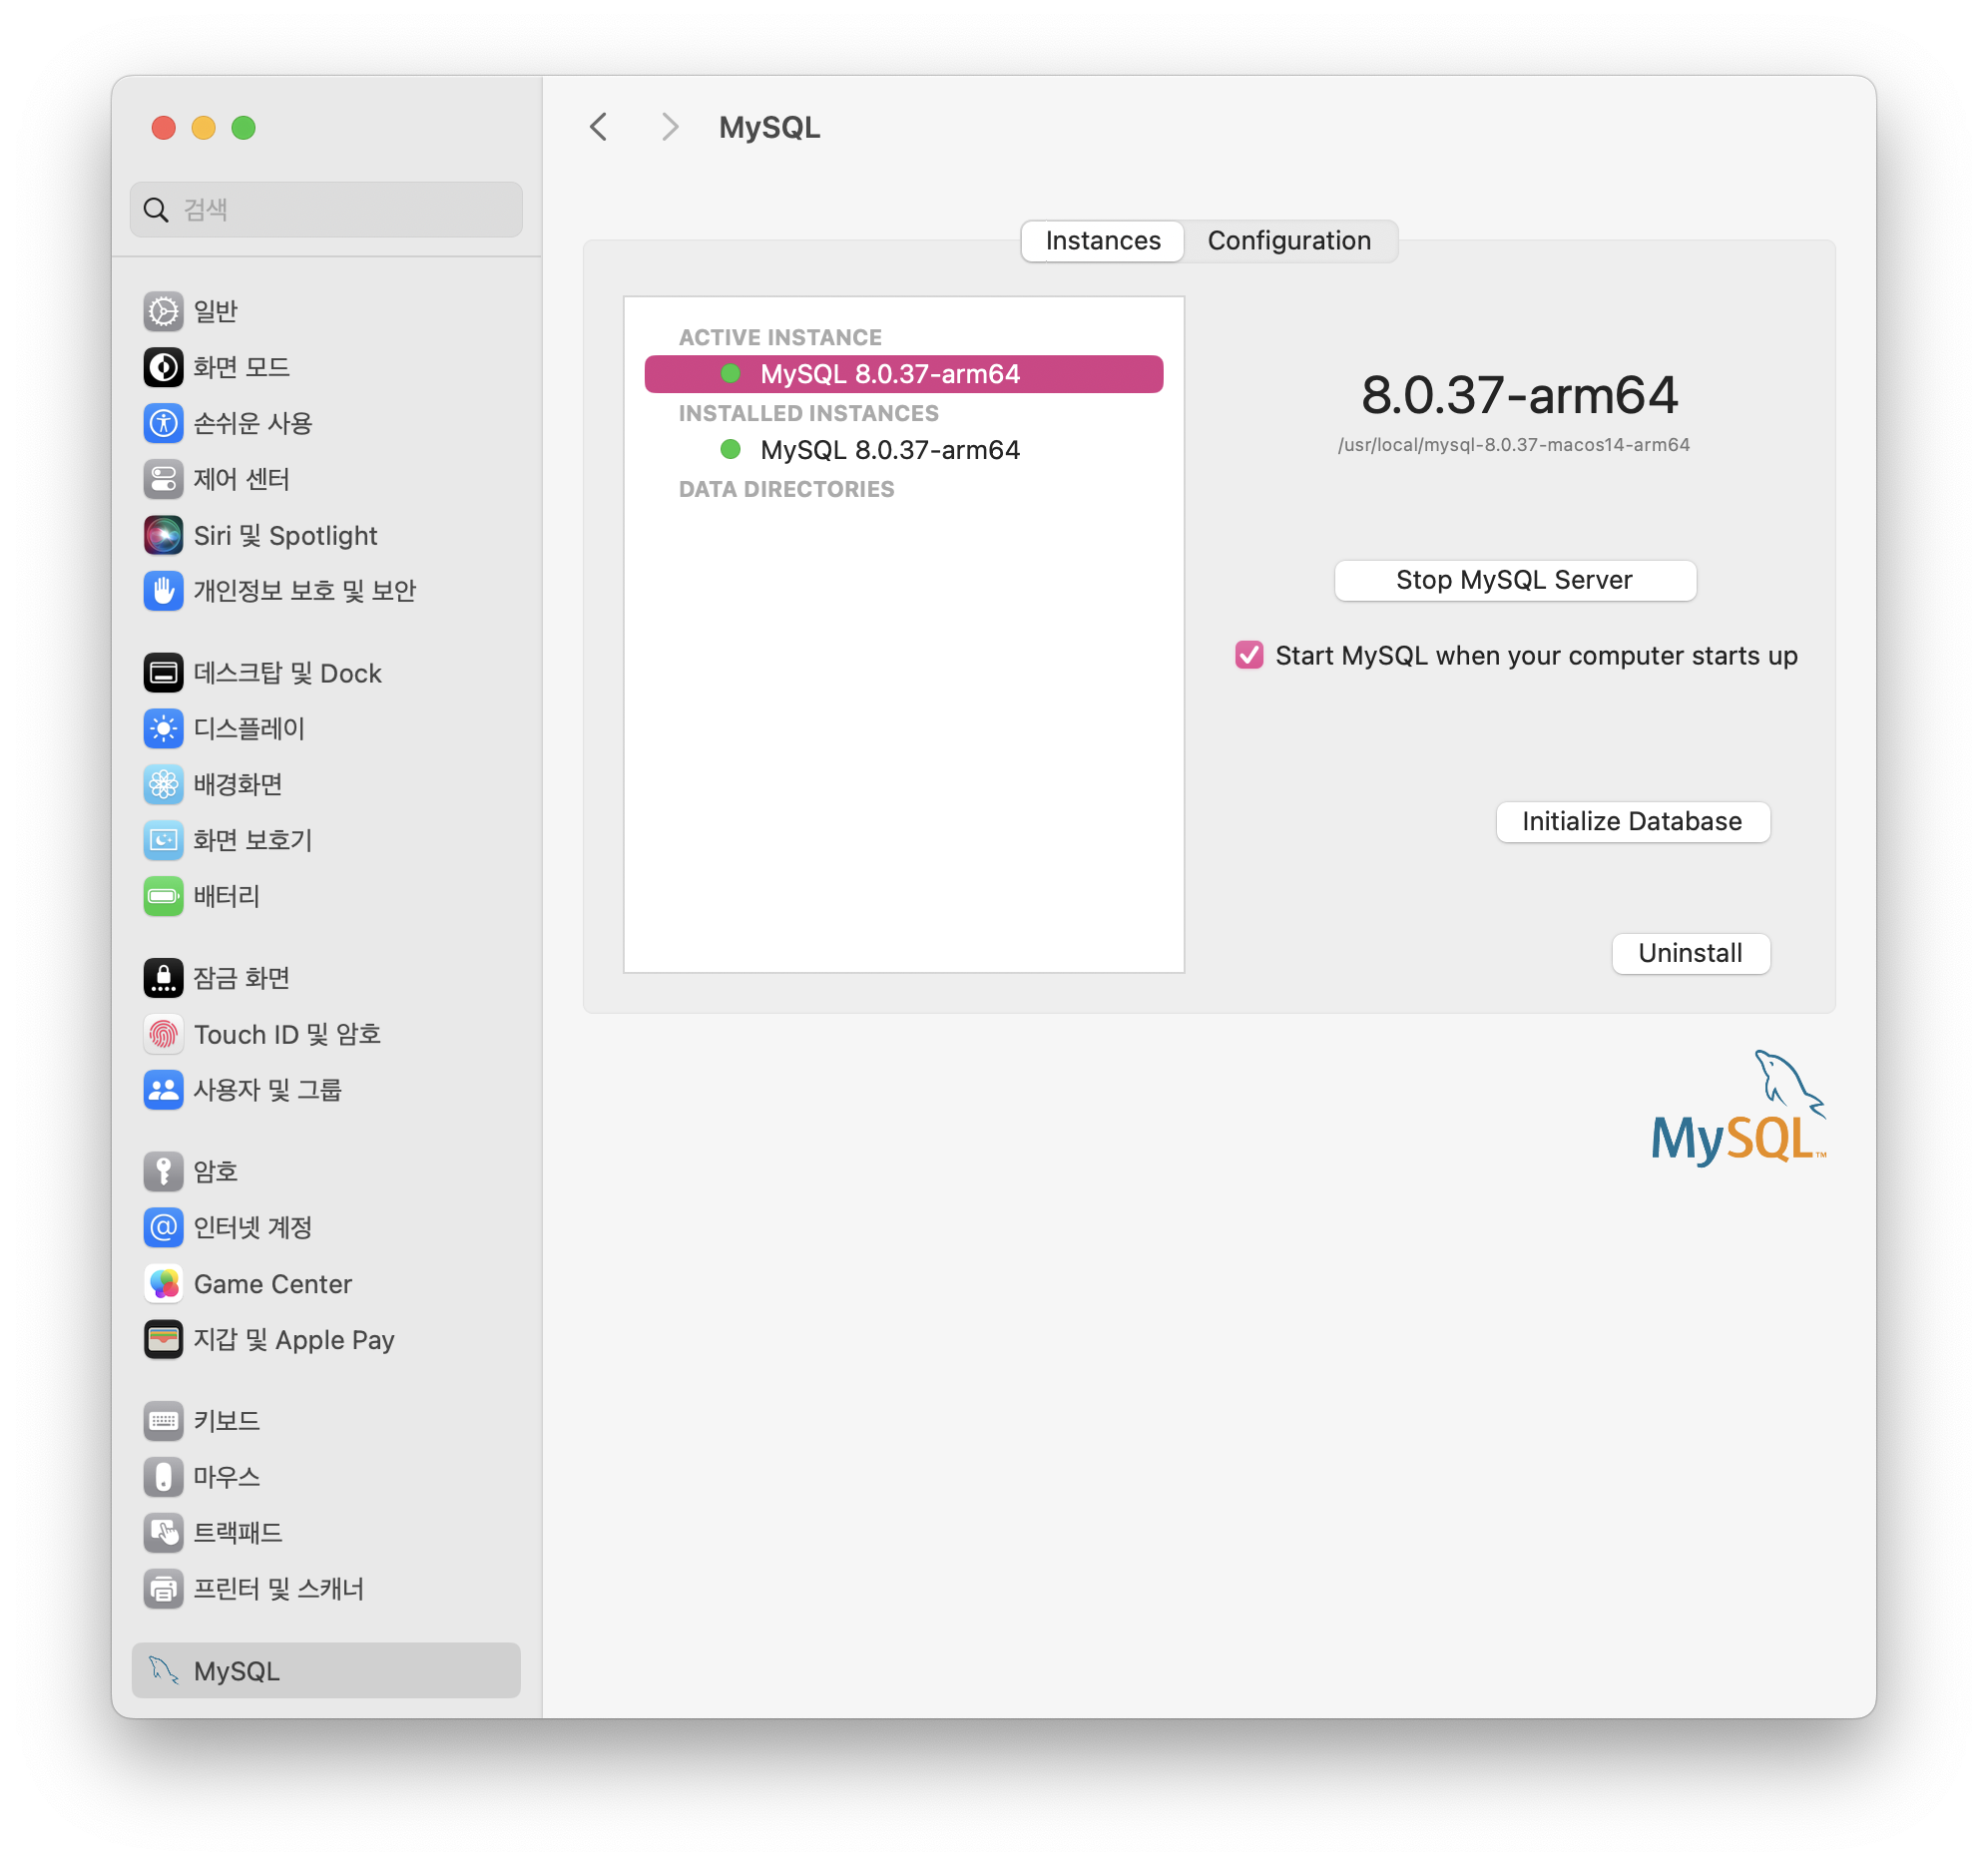 MySQL
검색
일반
화면 모드
손쉬운 사용
제어 센터
Siri 및 Spotlight
개인정보 보호 및 보안
데스크탑 및 Dock
디스플레이
배경화면
화면 보호기
배터리
잠금 화면
Touch ID 및 암호
사용자 및 그룹
암호
인터넷 계정
Game Center
지갑 및 Apple Pay
키보드
마우스
트랙패드
프린터 및 스캐너
MySQL
Instances
Configuration
ACTIVE INSTANCE
MySQL 8.0.37-arm64
INSTALLED INSTANCES
MySQL 8.0.37-arm64
DATA DIRECTORIES
8.0.37-arm64
/usr/local/mysql-8.0.37-macos14-arm64
Stop MySQL Server
Start MySQL when your computer starts up
Initialize Database
Uninstall
MySQL™